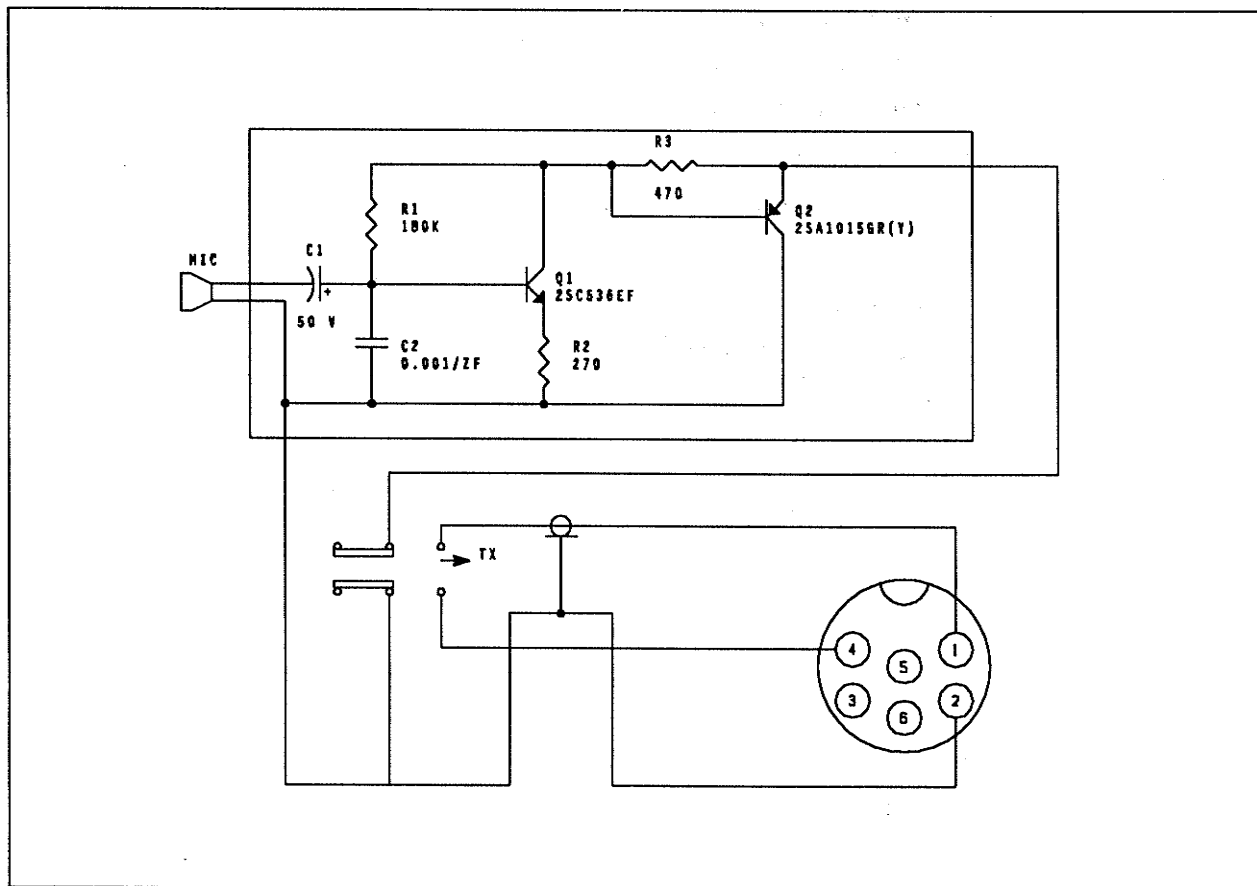 R3
470
R1
180K
Q2
2SA1015GR(Y)
MIC
C1
+
50 V
Q1
2SC536EF
C2
0.001/ZF
R2
270
TX
4
5
1
3
6
2